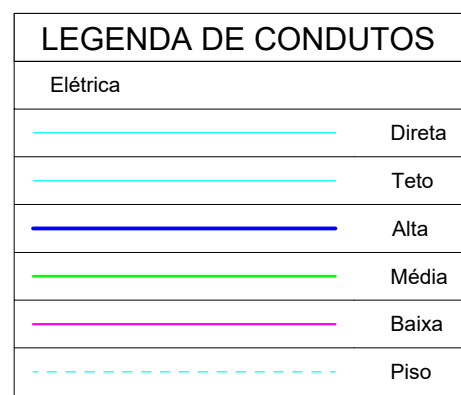 LEGENDA DE CONDUTOS
Elétrica
Direta
Teto
Alta
Média
Baixa
Piso